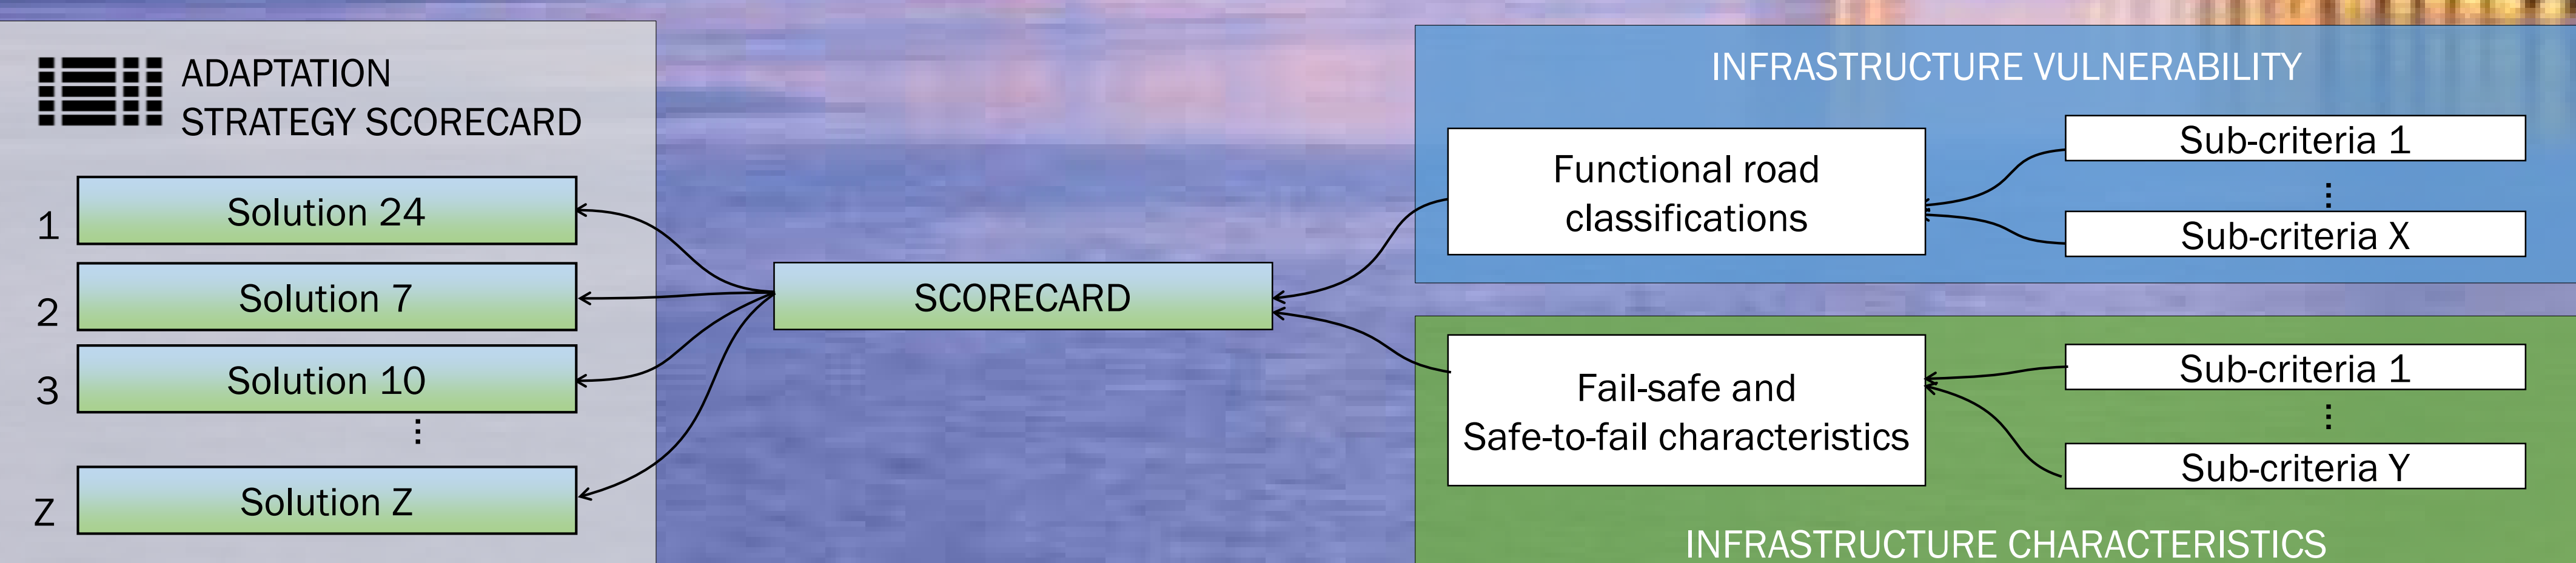 ADAPTATION
STRATEGY SCORECARD
1
Solution 24
2
Solution 7
3
Solution 10
⋮
Z
Solution Z
SCORECARD
INFRASTRUCTURE VULNERABILITY
Functional road
classifications
Sub-criteria 1
⋮
Sub-criteria X
Fail-safe and
Safe-to-fail characteristics
Sub-criteria 1
⋮
Sub-criteria Y
INFRASTRUCTURE CHARACTERISTICS